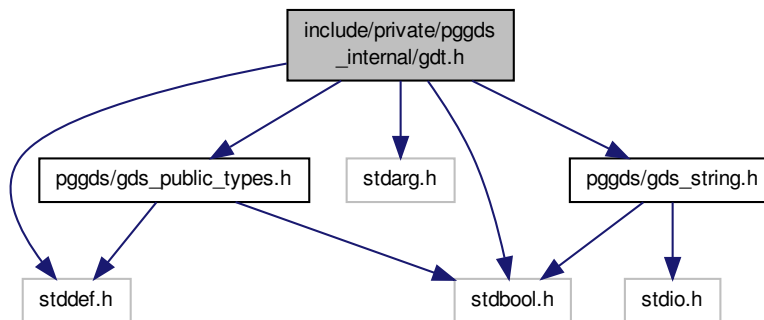 include/private/pggds
_internal/gdt.h
pggds/gds_public_types.h
stdarg.h
pggds/gds_string.h
stddef.h
stdbool.h
stdio.h